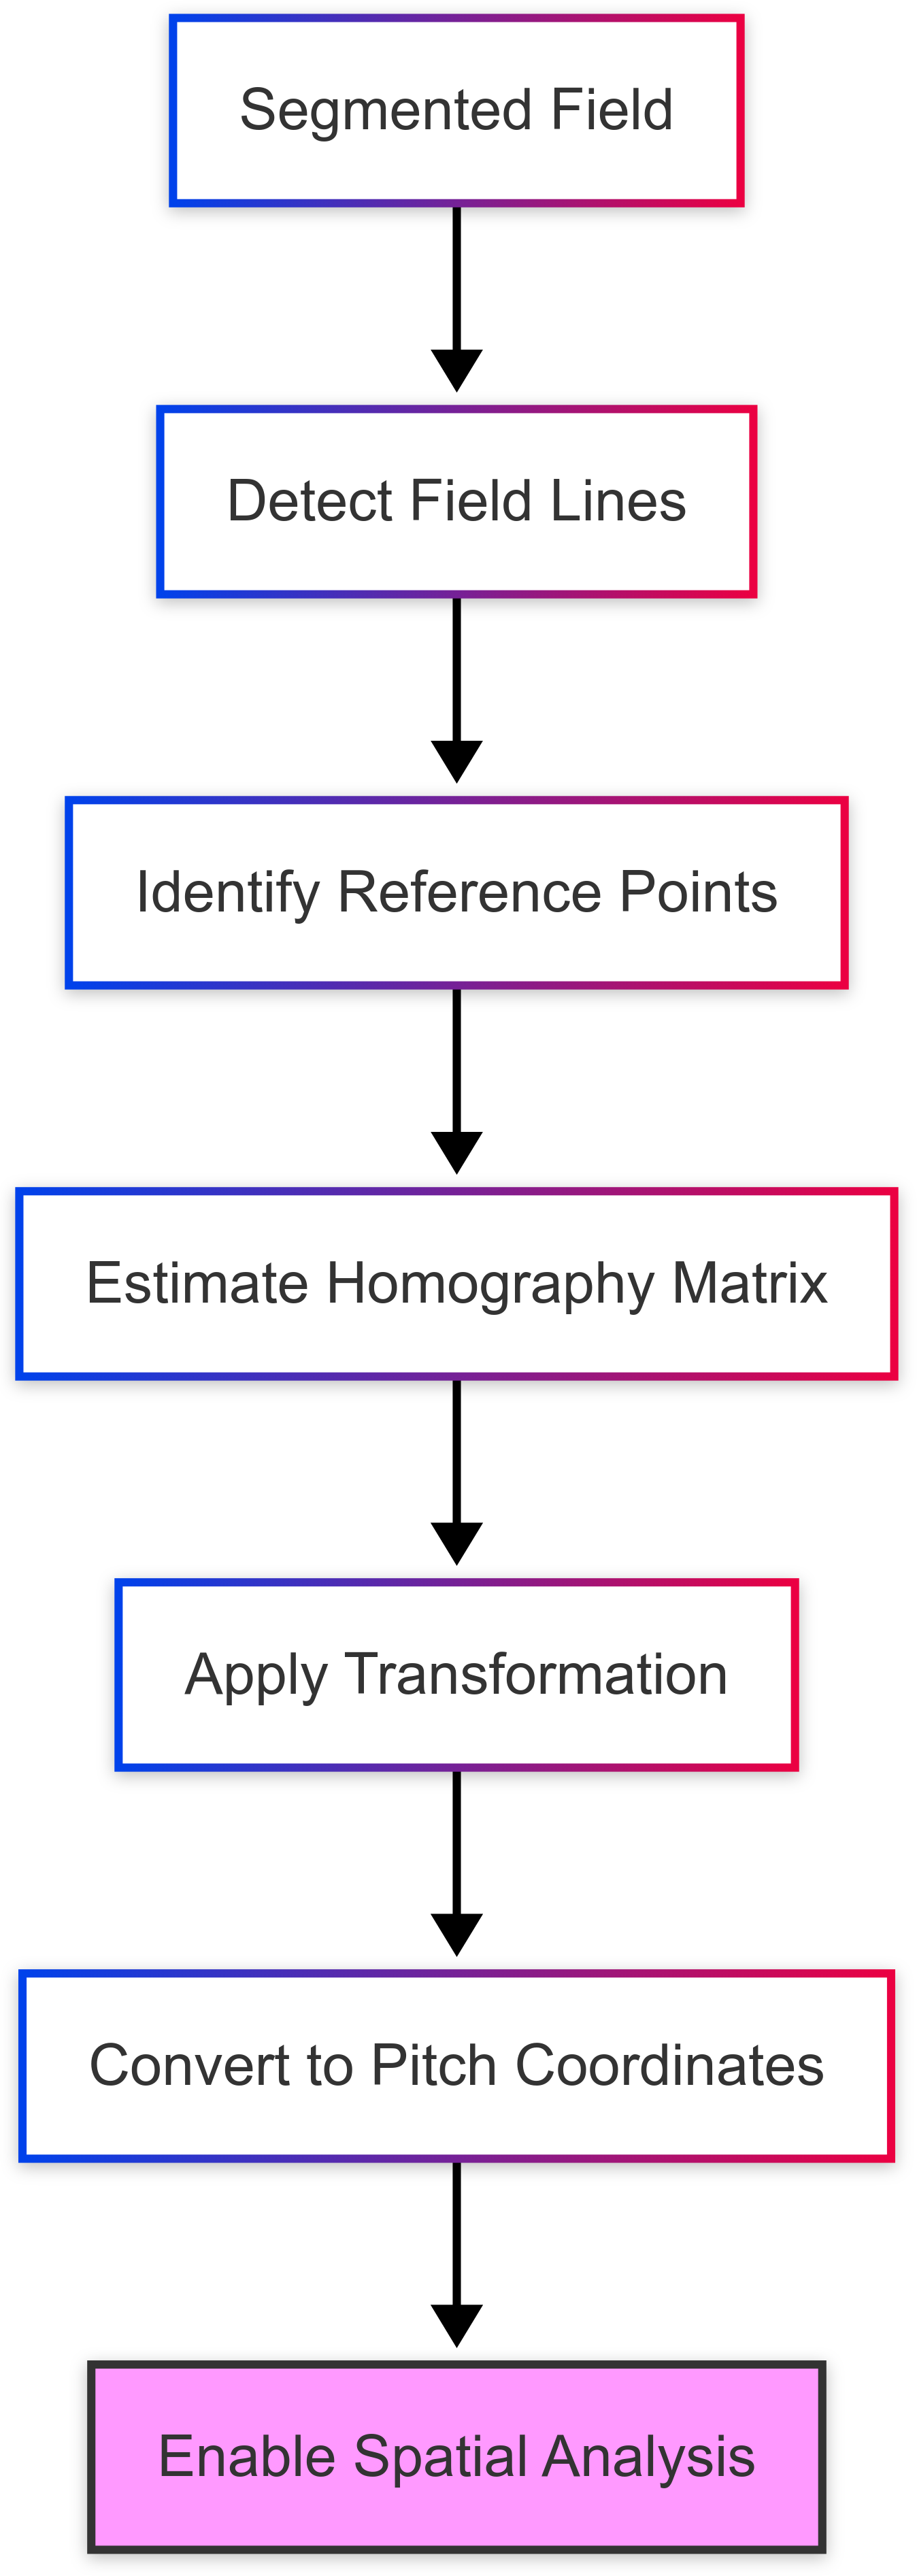 Segmented Field
Detect Field Lines
Identify Reference Points
Estimate Homography Matrix
Apply Transformation
Convert to Pitch Coordinates
Enable Spatial Analysis